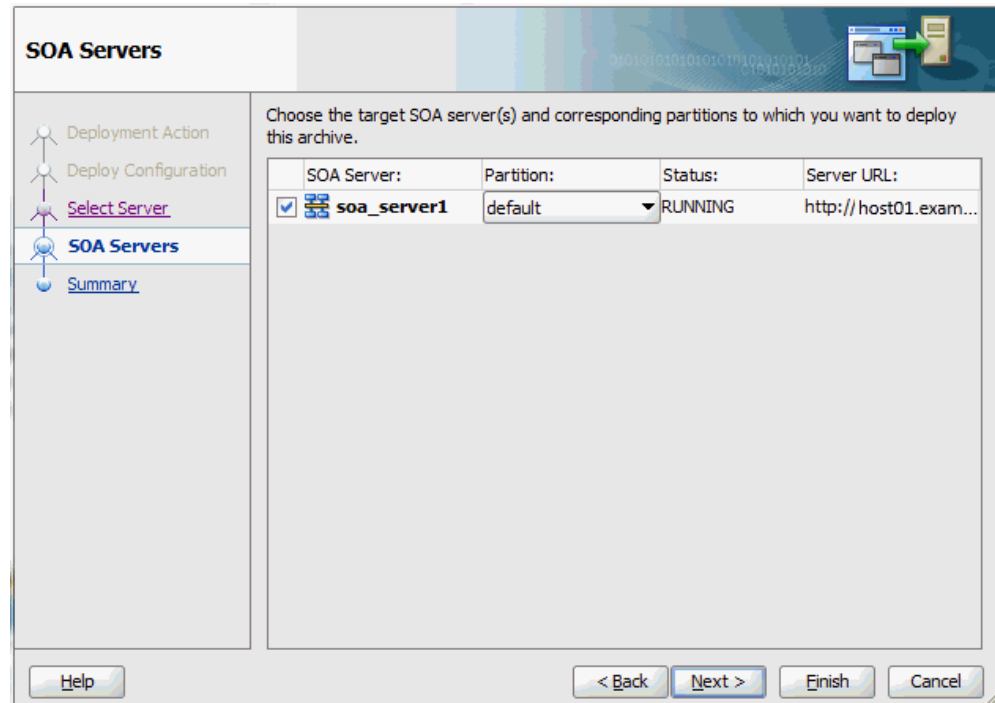 SOA Servers
Deployment Action
Deploy Configuration
Select Server
SOA Servers
Summary
Choose the target SOA server(s) and corresponding partitions to which you want to deploy
this archive.
SOA Server: Partition: Status: Server URL:
soa_server1 default RUNNING http://host01.exam...
Help < Back Next > Finish Cancel